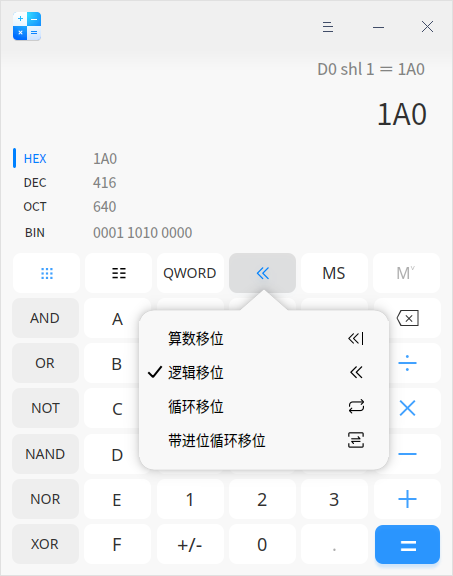 D0 shl 1 = 1A0
1A0
HEX 1A0
DEC 416
OCT 640
BIN 0001 1010 0000
QWORD MS M˅
AND A
算数移位
OR B ÷
逻辑移位
NOT C ×
循环移位
NAND D −
带进位循环移位
NOR E 1 2 3 +
XOR F +/- 0 . =